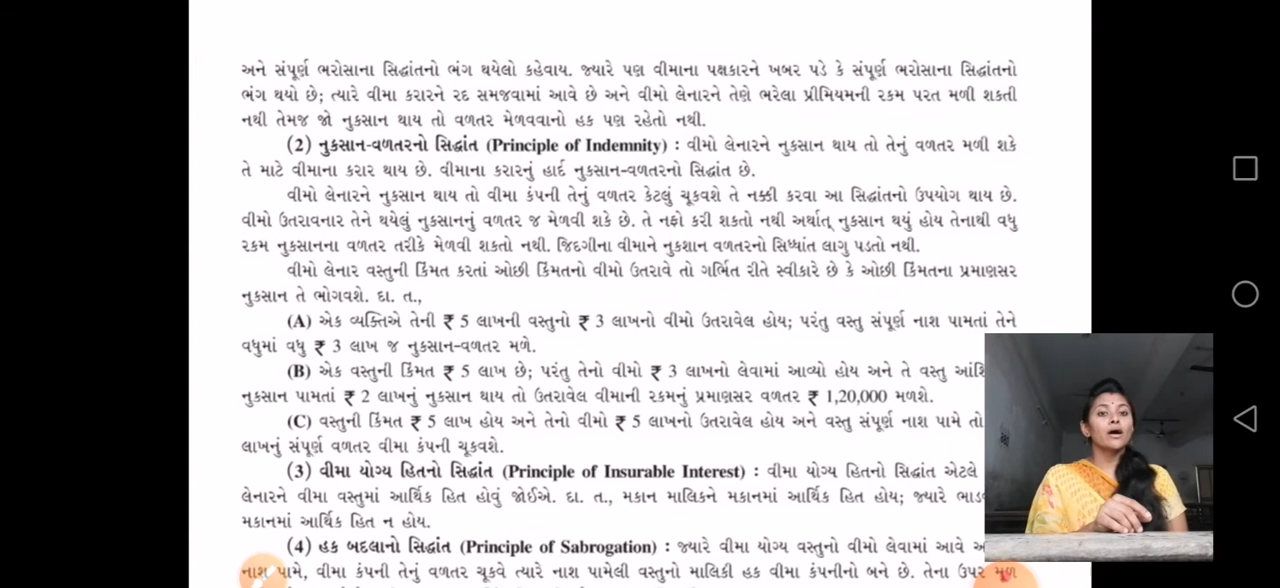 અને સંપૂર્ણ ભરોસાના સિદ્ધાંતનો ભંગ થયેલો કહેવાય. જ્યારે પણ વીમાના પક્ષકારને ખબર પડે કે સંપૂર્ણ ભરોસાના સિદ્ધાંતનો
ભંગ થયો છે; ત્યારે વીમા કરારને રદ સમજવામાં આવે છે અને વીમો લેનારને તેણે ભરેલા પ્રીમિયમની રકમ પરત મળી શકતી
નથી તેમજ જો નુકસાન થાય તો વળતર મેળવવાનો હક પણ રહેતો નથી.
(2) નુકસાન-વળતરનો સિદ્ધાંત (Principle of Indemnity) : વીમો લેનારને નુકસાન થાય તો તેનું વળતર મળી શકે
તે માટે વીમાના કરાર થાય છે. વીમાના કરારનું હાર્દ નુકસાન-વળતરનો સિદ્ધાંત છે.
વીમો લેનારને નુકસાન થાય તો વીમા કંપની તેનું વળતર કેટલું ચૂકવશે તે નક્કી કરવા આ સિદ્ધાંતનો ઉપયોગ થાય છે.
વીમો ઉતરાવનાર તેને થયેલું નુકસાનનું વળતર જ મેળવી શકે છે. તે નફો કરી શકતો નથી અર્થાત્ નુકસાન થયું હોય તેનાથી વધુ
રકમ નુકસાનના વળતર તરીકે મેળવી શકતો નથી. જિંદગીના વીમાને નુકશાન વળતરનો સિધ્ધાંત લાગુ પડતો નથી.
વીમો લેનાર વસ્તુની કિંમત કરતાં ઓછી કિંમતનો વીમો ઉતરાવે તો ગર્ભિત રીતે સ્વીકારે છે કે ઓછી કિંમતના પ્રમાણસર
નુકસાન તે ભોગવશે. દા. ત.,
(A) એક વ્યક્તિએ તેની ₹ 5 લાખની વસ્તુનો ₹ 3 લાખનો વીમો ઉતરાવેલ હોય; પરંતુ વસ્તુ સંપૂર્ણ નાશ પામતાં તેને
વધુમાં વધુ ₹ 3 લાખ જ નુકસાન-વળતર મળે.
(B) એક વસ્તુની કિંમત ₹ 5 લાખ છે; પરંતુ તેનો વીમો ₹ 3 લાખનો લેવામાં આવ્યો હોય અને તે વસ્તુ
નુકસાન પામતાં ₹ 2 લાખનું નુકસાન થાય તો ઉતરાવેલ વીમાની રકમનું પ્રમાણસર વળતર ₹ 1,20,000 મળશે.
(C) વસ્તુની કિંમત ₹ 5 લાખ હોય અને તેનો વીમો ₹ 5 લાખનો ઉતરાવેલ હોય અને વસ્તુ સંપૂર્ણ નાશ પામે તો
લાખનું સંપૂર્ણ વળતર વીમા કંપની ચૂકવશે.
(3) વીમા યોગ્ય હિતનો સિદ્ધાંત (Principle of Insurable Interest) : વીમા યોગ્ય હિતનો સિદ્ધાંત એટલે
લેનારને વીમા વસ્તુમાં આર્થિક હિત હોવું જોઈએ. દા. ત., મકાન માલિકને મકાનમાં આર્થિક હિત હોય; જ્યારે
મકાનમાં આર્થિક હિત ન હોય.
(4) હક બદલાનો સિદ્ધાંત (Principle of Sabrogation) : જ્યારે વીમા યોગ્ય વસ્તુનો વીમો લેવામાં આવે
નાશ પામે, વીમા કંપની તેનું વળતર ચૂકવે ત્યારે નાશ પામેલી વસ્તુનો માલિકી હક વીમા કંપનીનો બને છે. તેના ઉપર